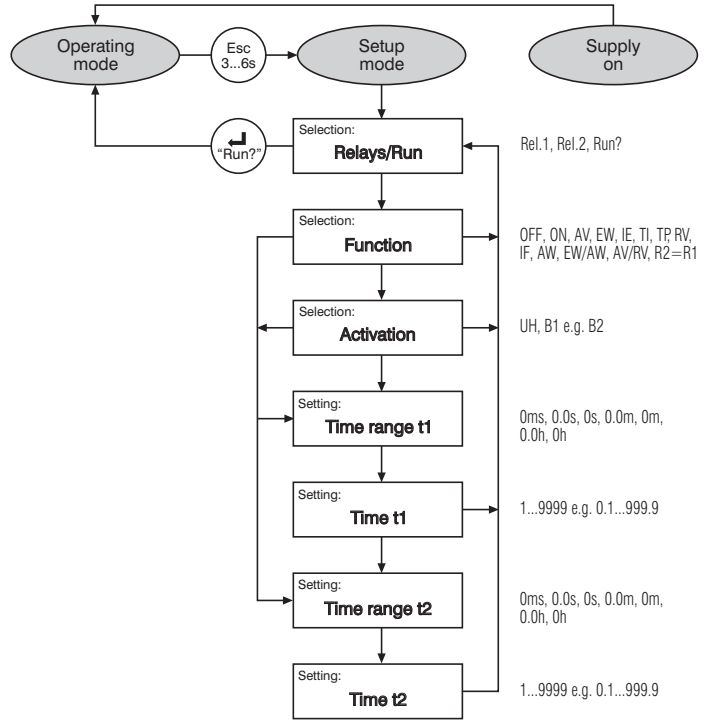 Operating
mode
Esc
3...6s
Setup
mode
Supply
on
"Run?"
Selection:
Relays/Run
Rel.1, Rel.2, Run?
Selection:
Function
OFF, ON, AV, EW, IE, TI, TP, RV,
IF, AW, EW/AW, AV/RV, R2=R1
Selection:
Activation
UH, B1 e.g. B2
Setting:
Time range t1
0ms, 0.0s, 0s, 0.0m, 0m,
0.0h, 0h
Setting:
Time t1
1...9999 e.g. 0.1...999.9
Setting:
Time range t2
0ms, 0.0s, 0s, 0.0m, 0m,
0.0h, 0h
Setting:
Time t2
1...9999 e.g. 0.1...999.9